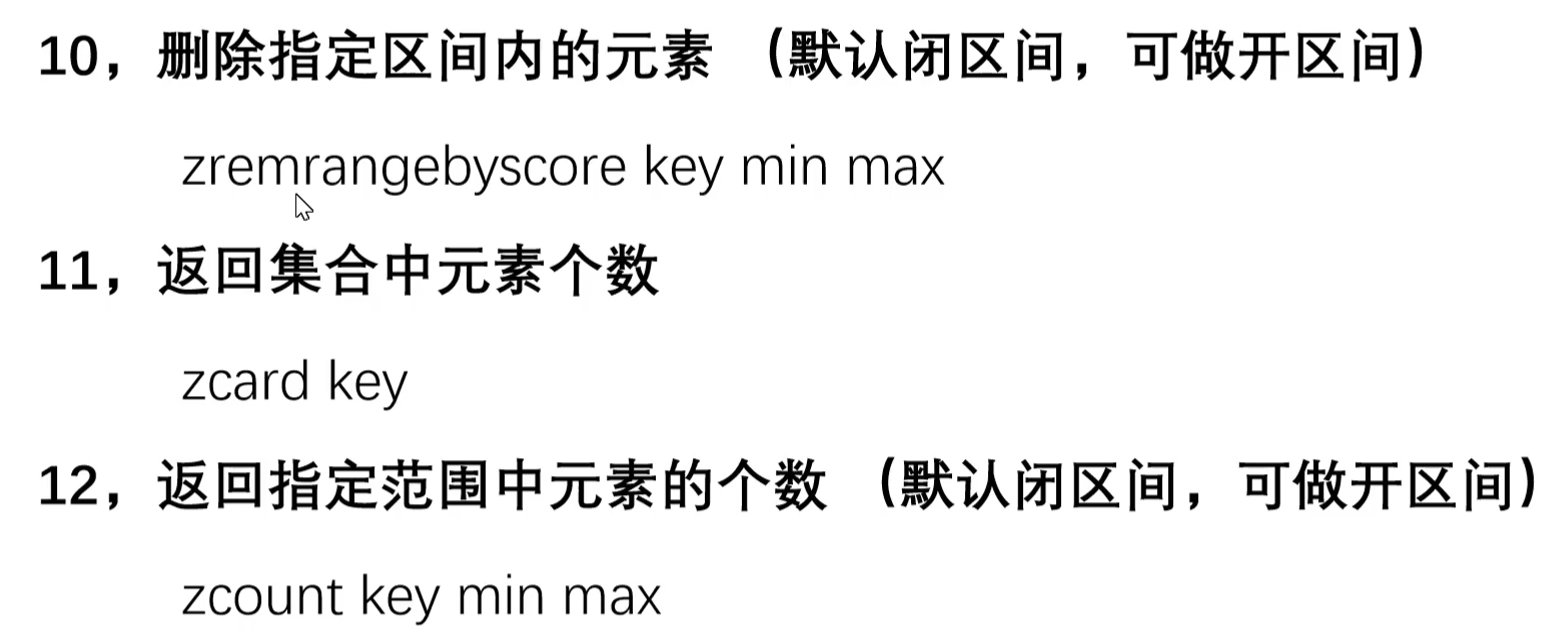 10，删除指定区间内的元素 （默认闭区间，可做开区间）
zremrangebyscore key min max
11，返回集合中元素个数
zcard key
12，返回指定范围中元素的个数 （默认闭区间，可做开区间）
zcount key min max